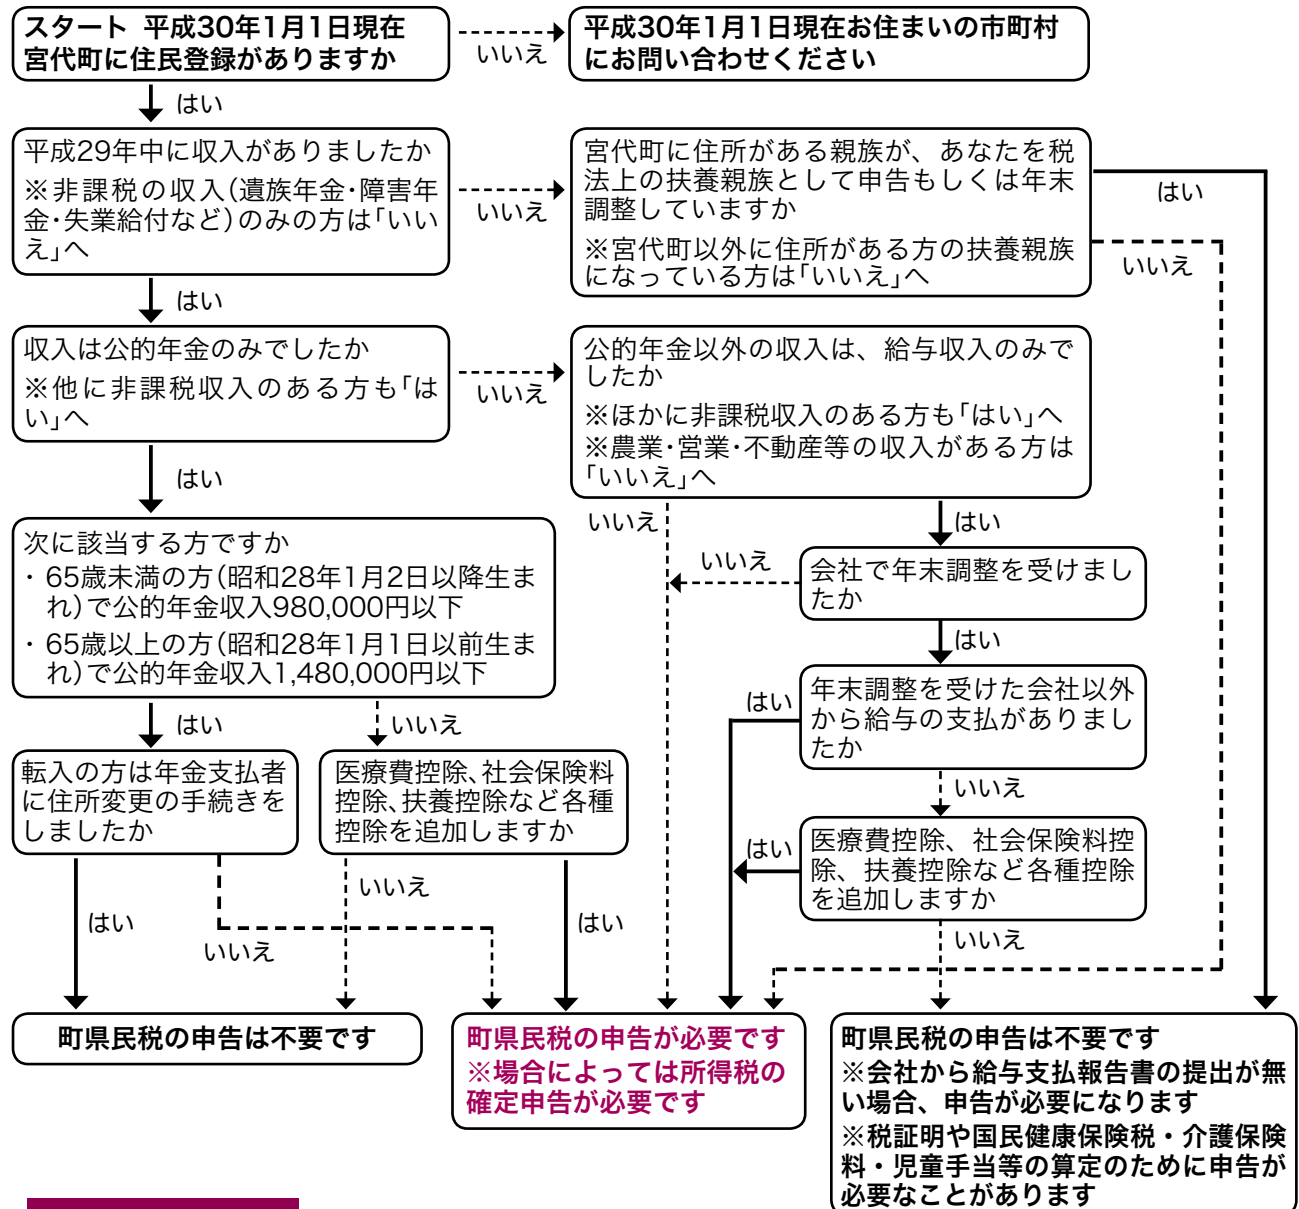 スタート 平成30年1月1日現在
宮代町に住民登録がありますか
いいえ
平成30年1月1日現在お住まいの市町村
にお問い合わせください
はい
平成29年中に収入がありましたか
※非課税の収入(遺族年金・障害年
金・失業給付など)のみの方は「いい
え」へ
いいえ
宮代町に住所がある親族が、あなたを税
法上の扶養親族として申告もしくは年末
調整していますか
※宮代町以外に住所がある方の扶養親族
になっている方は「いいえ」へ
はい
いいえ
はい
収入は公的年金のみでしたか
※他に非課税収入のある方も「は
い」へ
いいえ
公的年金以外の収入は、給与収入のみで
したか
※ほかに非課税収入のある方も「はい」へ
※農業・営業・不動産等の収入がある方は
「いいえ」へ
はい
いいえ
はい
次に該当する方ですか
・65歳未満の方(昭和28年1月2日以降生ま
れ)で公的年金収入980,000円以下
・65歳以上の方(昭和28年1月1日以前生ま
れ)で公的年金収入1,480,000円以下
いいえ
会社で年末調整を受けまし
たか
はい
年末調整を受けた会社以外
から給与の支払がありまし
たか
はい
はい
いいえ
転入の方は年金支払者
に住所変更の手続きを
しましたか
医療費控除、社会保険料
控除、扶養控除など各種
控除を追加しますか
いいえ
医療費控除、社会保険料控
除、扶養控除など各種控除
を追加しますか
はい
はい
いいえ
いいえ
はい
いいえ
町県民税の申告は不要です
町県民税の申告が必要です
※場合によっては所得税の
確定申告が必要です
町県民税の申告は不要です
※会社から給与支払報告書の提出が無
い場合、申告が必要になります
※税証明や国民健康保険税・介護保険
料・児童手当等の算定のために申告が
必要なことがあります